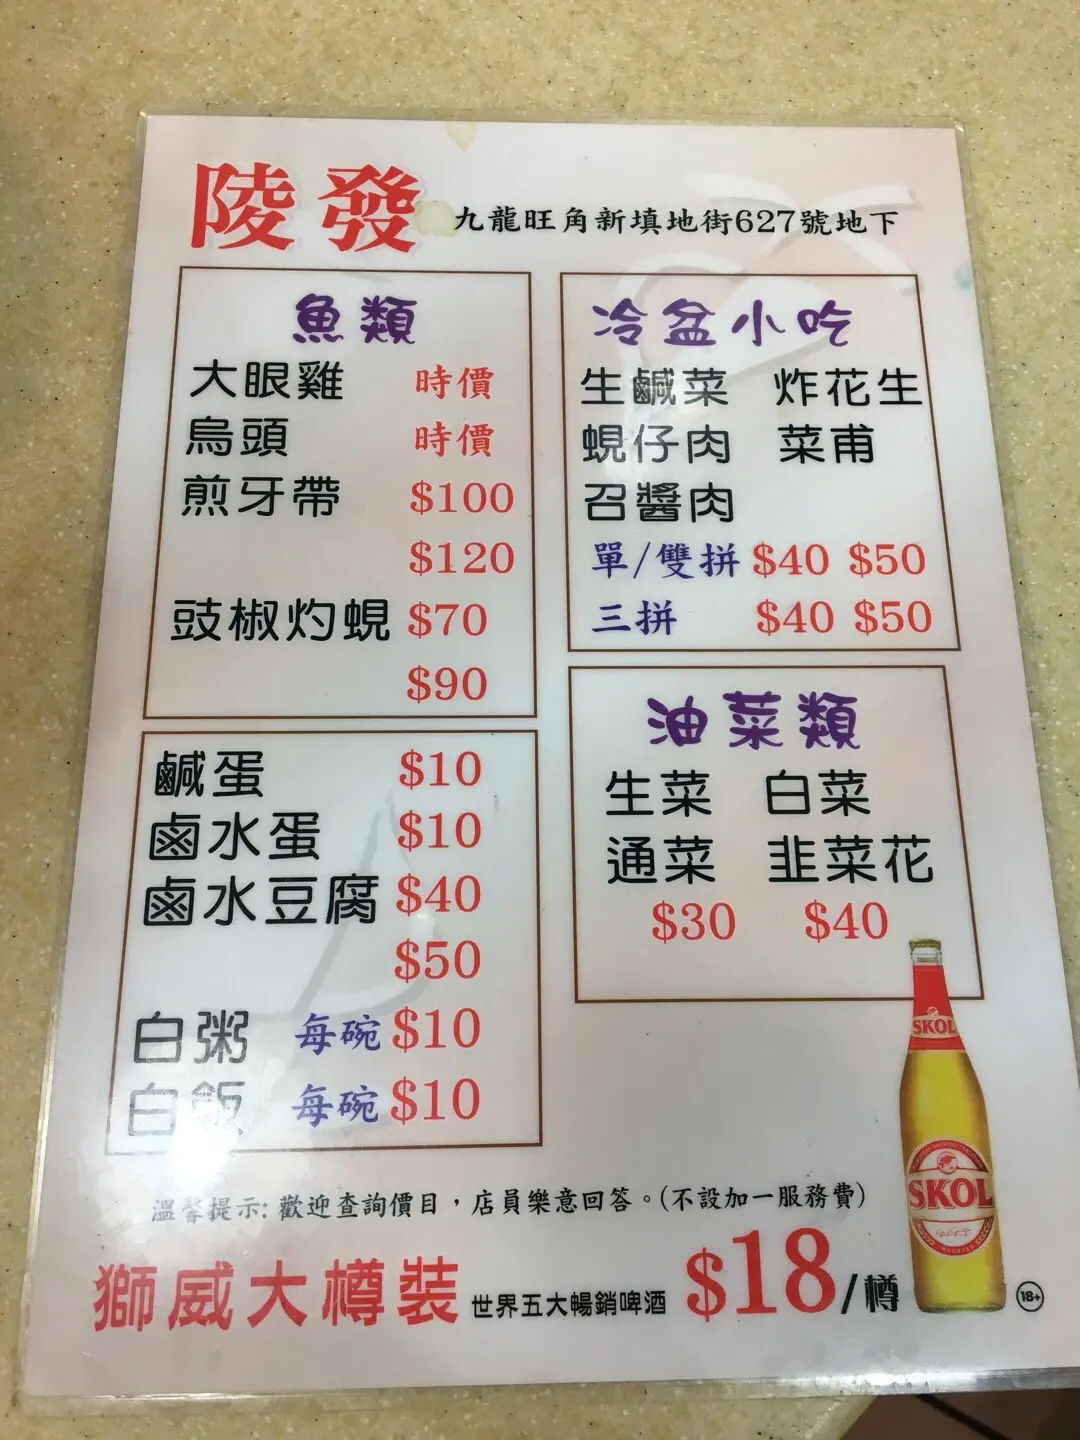 陵發 九龍旺角新填地街627號地下
魚類
大眼雞 時價
烏頭 時價
煎牙帶 $100
$120
豉椒灼蜆 $70
$90
鹹蛋 $10
鹵水蛋 $10
鹵水豆腐 $40
$50
白粥 每碗 $10
白飯 每碗 $10
冷盆小吃
生鹹菜 炸花生
蜆仔肉 菜甫
召醬肉
單/雙拼 $40 $50
三拼 $40 $50
油菜類
生菜 白菜
通菜 韭菜花
$30 $40
SKOL
SKOL
溫馨提示: 歡迎查詢價目，店員樂意回答。(不設加一服務費)
獅威大樽裝 世界五大暢銷啤酒 $18/樽
18+